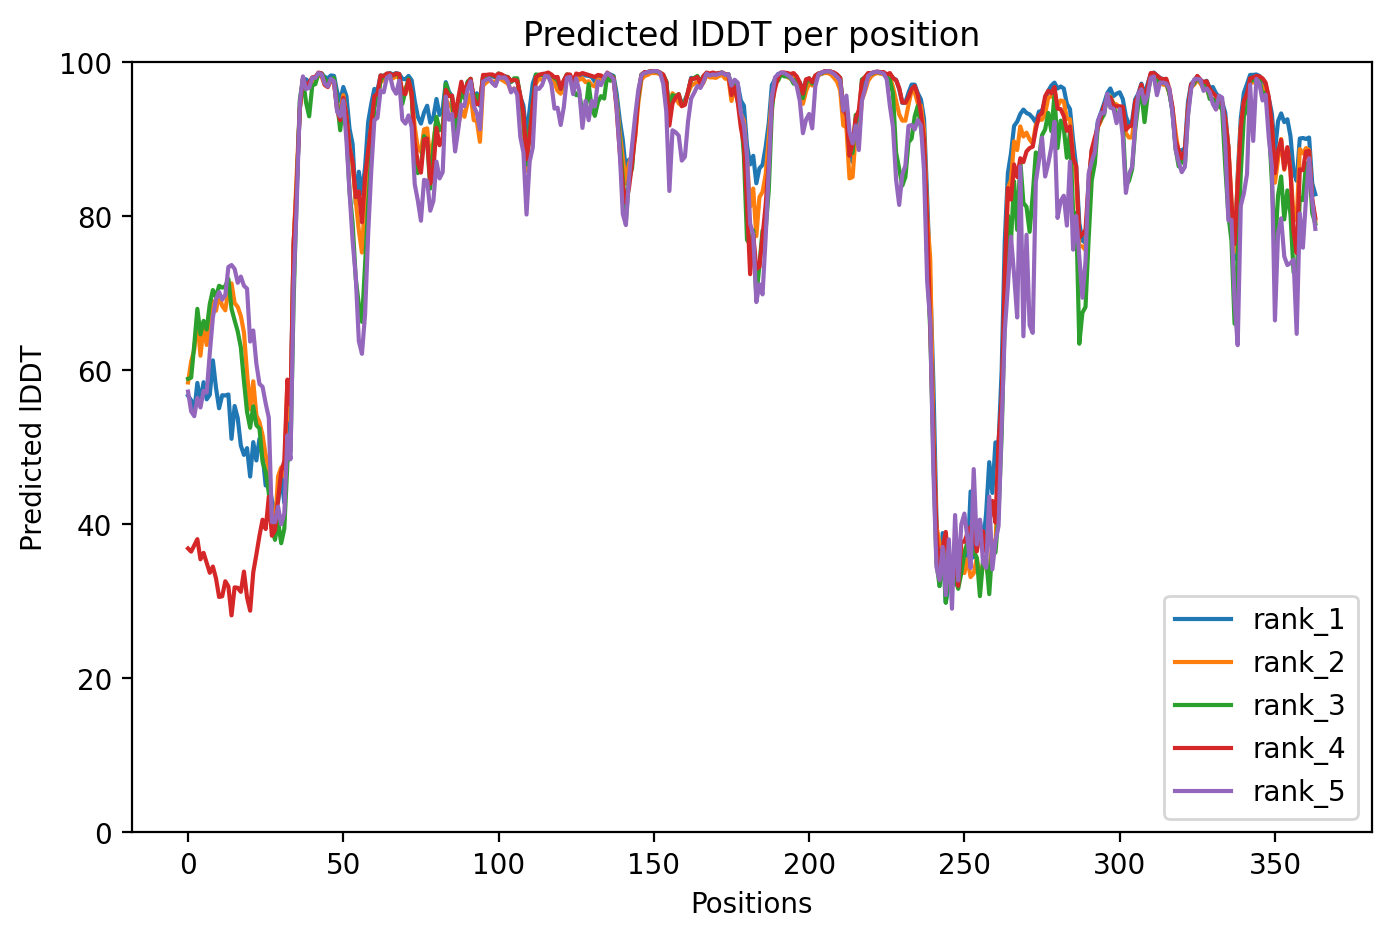 Predicted lDDT per position
Predicted lDDT
100
80
60
40
20
0
0 50 100 150 200 250 300 350
Positions
rank_1
rank_2
rank_3
rank_4
rank_5